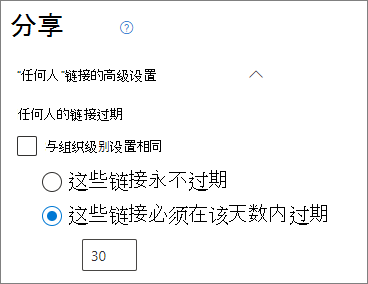 分享
?
“任何人”链接的高级设置
任何人的链接过期
与组织级别设置相同
这些链接永不过期
这些链接必须在该天数内过期
30